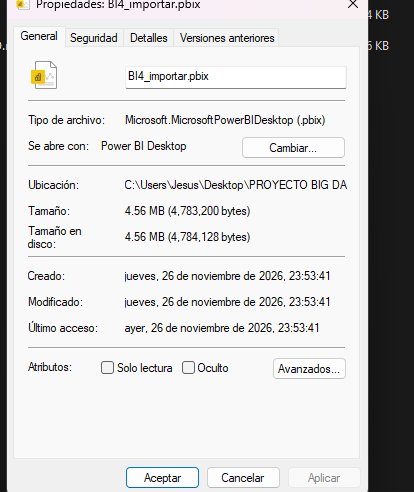 Propiedades: BI4_importar.pbix
4 KB
General Seguridad Detalles Versiones anteriores
6 KB
BI4_importar.pbix
Tipo de archivo: Microsoft.MicrosoftPowerBIDesktop (.pbix)
Se abre con: Power BI Desktop Cambiar...
Ubicación: C:\Users\Jesus\Desktop\PROYECTO BIG DA
Tamaño: 4.56 MB (4,783,200 bytes)
Tamaño en disco: 4.56 MB (4,784,128 bytes)
Creado: jueves, 26 de noviembre de 2026, 23:53:41
Modificado: jueves, 26 de noviembre de 2026, 23:53:41
Último acceso: ayer, 26 de noviembre de 2026, 23:53:41
Atributos: Solo lectura Oculto Avanzados...
Aceptar Cancelar Aplicar